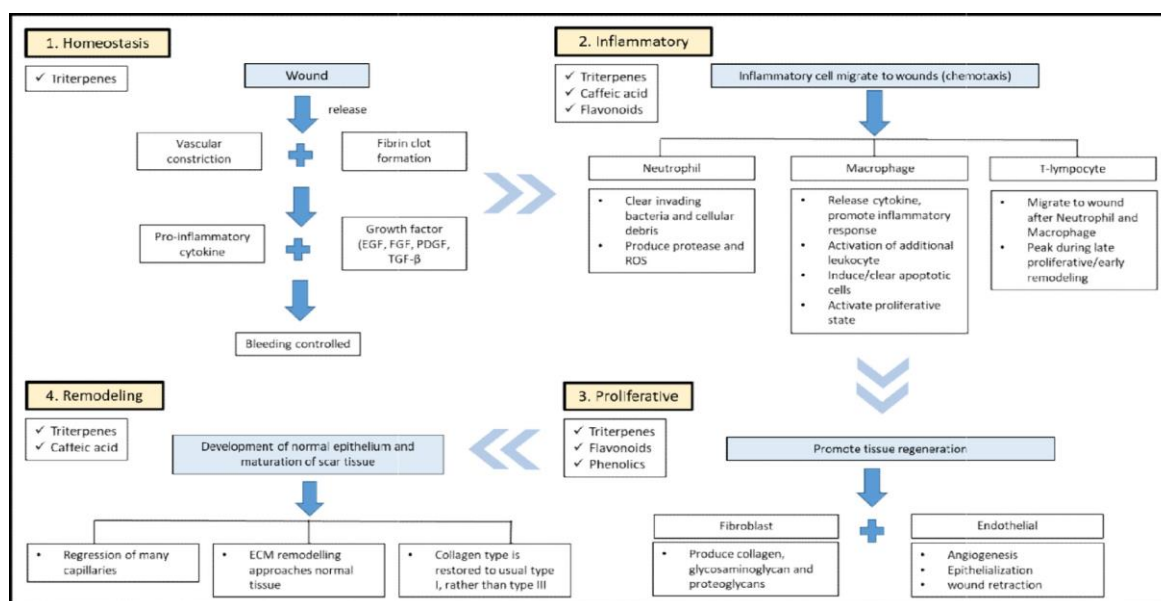 1. Homeostasis
✓ Triterpenes
Wound
release
Vascular
constriction
Fibrin clot
formation
Pro-inflammatory
cytokine
Growth factor
(EGF, FGF, PDGF,
TGF-β
Bleeding controlled
2. Inflammatory
✓ Triterpenes
✓ Caffeic acid
✓ Flavonoids
Inflammatory cell migrate to wounds (chemotaxis)
Neutrophil
• Clear invading
bacteria and cellular
debris
• Produce protease and
ROS
Macrophage
• Release cytokine,
promote inflammatory
response
• Activation of additional
leukocyte
• Induce/clear apoptotic
cells
• Activate proliferative
state
T-lympocyte
• Migrate to wound
after Neutrophil and
Macrophage
• Peak during late
proliferative/early
remodeling
3. Proliferative
✓ Triterpenes
✓ Flavonoids
✓ Phenolics
Promote tissue regeneration
Fibroblast
• Produce collagen,
glycosaminoglycan and
proteoglycans
Endothelial
• Angiogenesis
• Epithelialization
• wound retraction
4. Remodeling
✓ Triterpenes
✓ Caffeic acid
Development of normal epithelium and
maturation of scar tissue
• Regression of many
capillaries
• ECM remodelling
approaches normal
tissue
• Collagen type is
restored to usual type
I, rather than type III